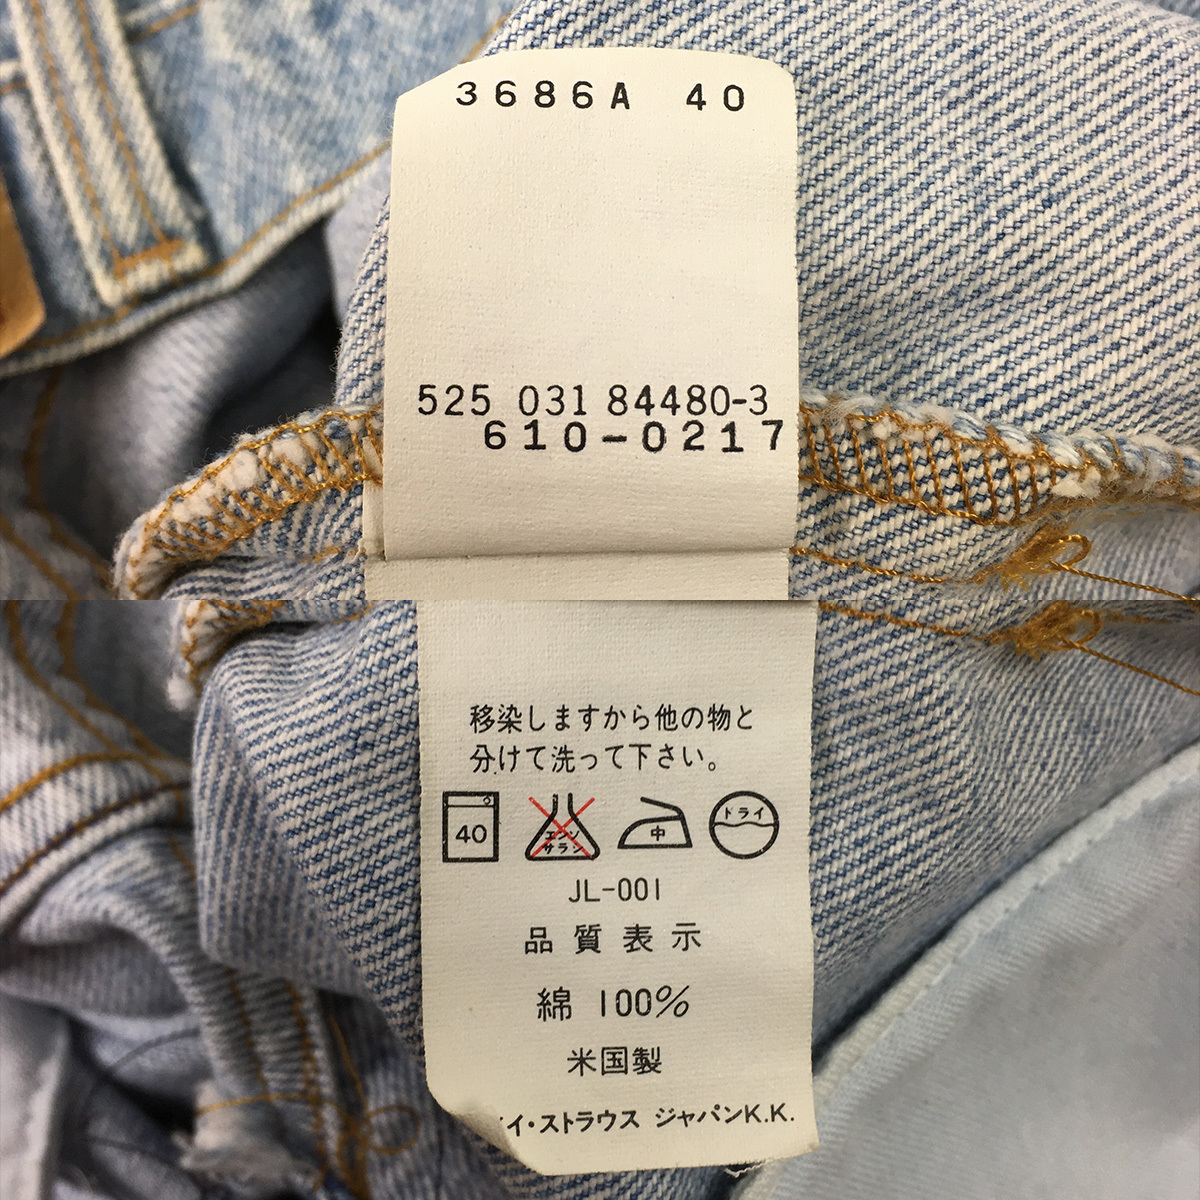 3686A 40
525 031 84480-3
610-0217
移染しますから他の物と
分けて洗って下さい。
40
エンソ
サラシ
中
ドライ
JL-001
品質表示
綿 100%
米国製
イ・ストラウス ジャパンK.K.